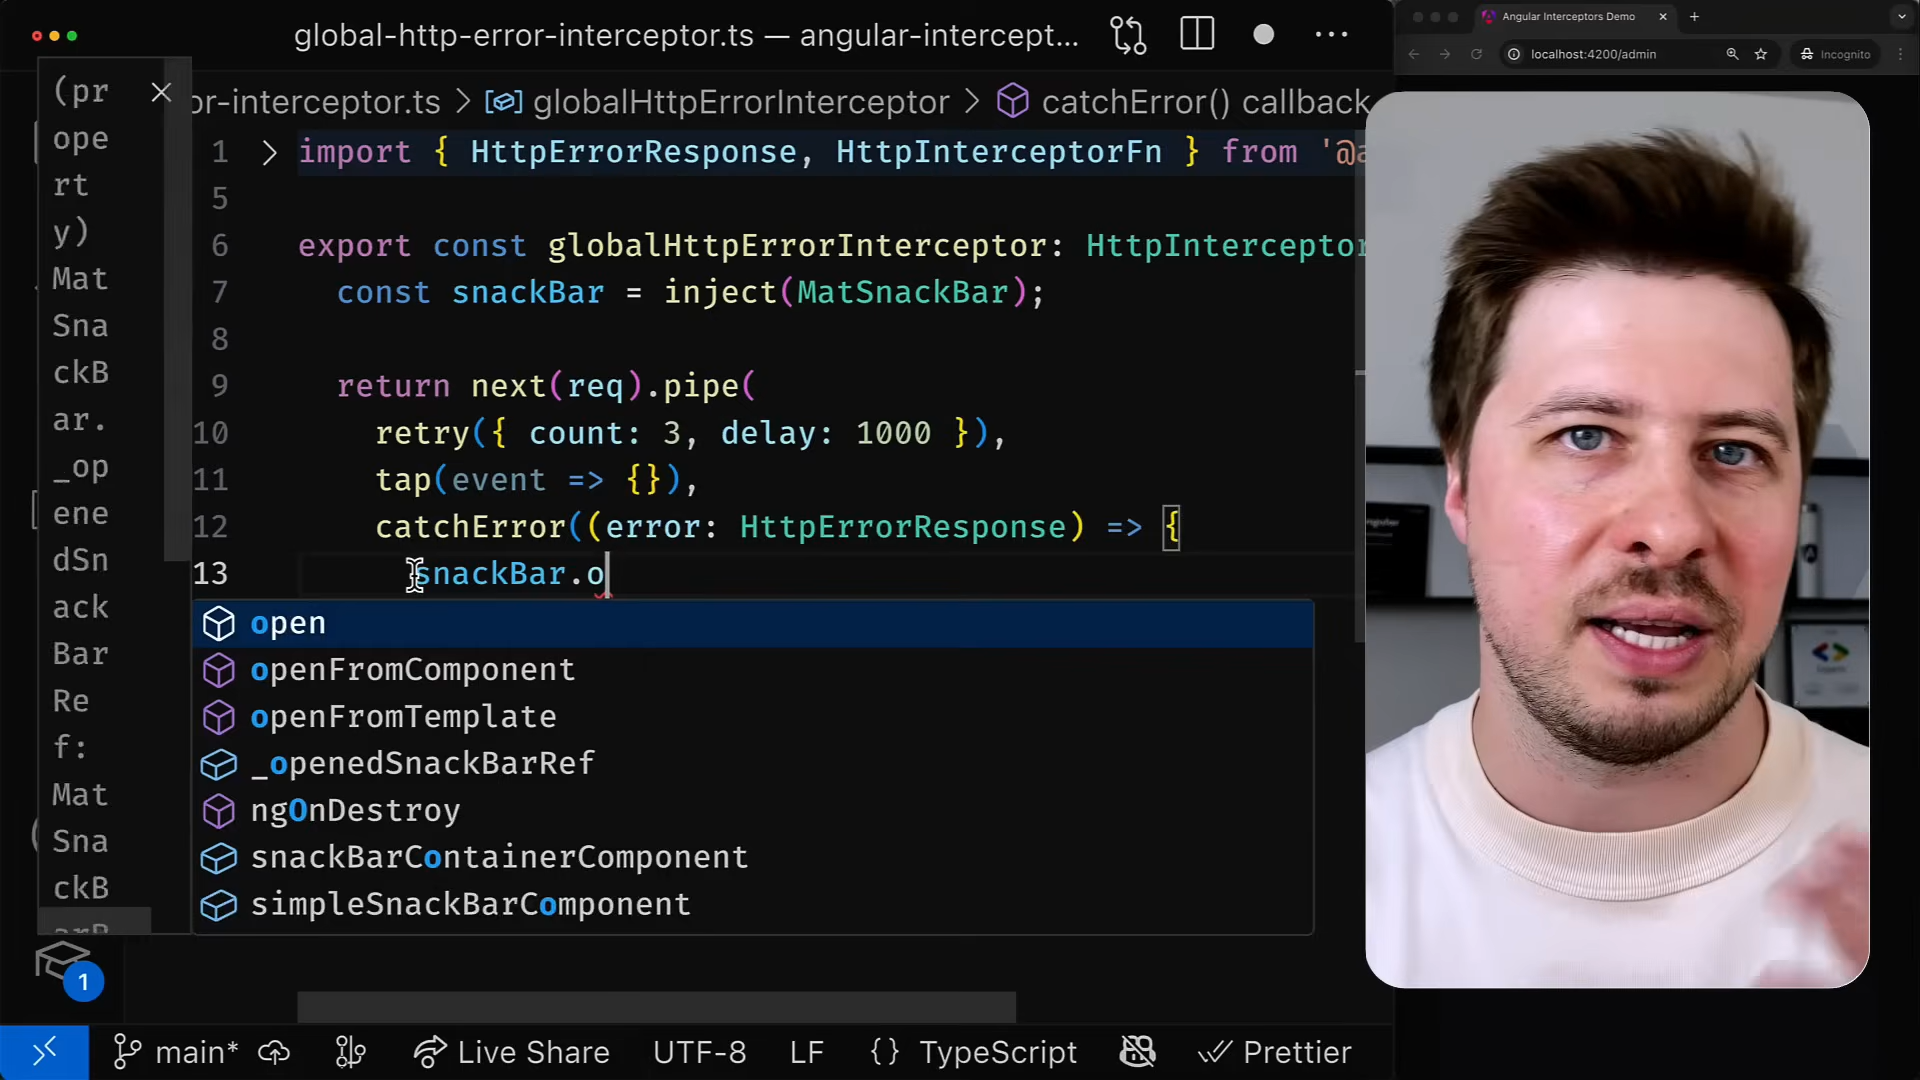 global-http-error-interceptor.ts — angular-intercept...
Angular Interceptors Demo
localhost:4200/admin
Incognito
or-interceptor.ts > globalHttpErrorInterceptor > catchError() callback
(pr
ope
rt
y)
Mat
Sna
ckB
ar.
_op
ene
dSn
ack
Bar
Re
f:
Mat
Sna
ckB
arR
1 import { HttpErrorResponse, HttpInterceptorFn } from '@a
5
6 export const globalHttpErrorInterceptor: HttpInterceptor
7 const snackBar = inject(MatSnackBar);
8
9 return next(req).pipe(
10 retry({ count: 3, delay: 1000 }),
11 tap(event => {}),
12 catchError((error: HttpErrorResponse) => {
13 snackBar.o
open
openFromComponent
openFromTemplate
_openedSnackBarRef
ngOnDestroy
snackBarContainerComponent
simpleSnackBarComponent
1
main* Live Share UTF-8 LF {} TypeScript Prettier